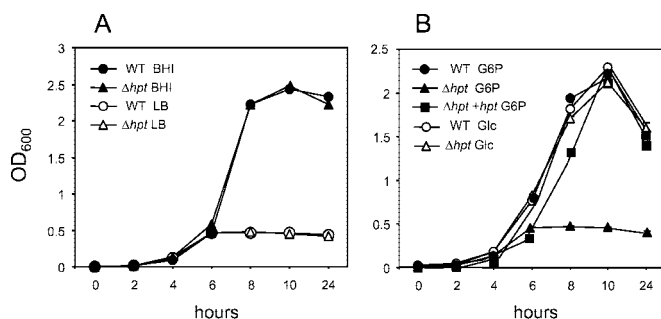 A
3
2.5
2
1.5
1
0.5
0
OD600
WT BHI
Δhpt BHI
WT LB
Δhpt LB
0 2 4 6 8 10 24
hours
B
2.5
2
1.5
1
0.5
0
WT G6P
Δhpt G6P
Δhpt +hpt G6P
WT Glc
Δhpt Glc
0 2 4 6 8 10 24
hours